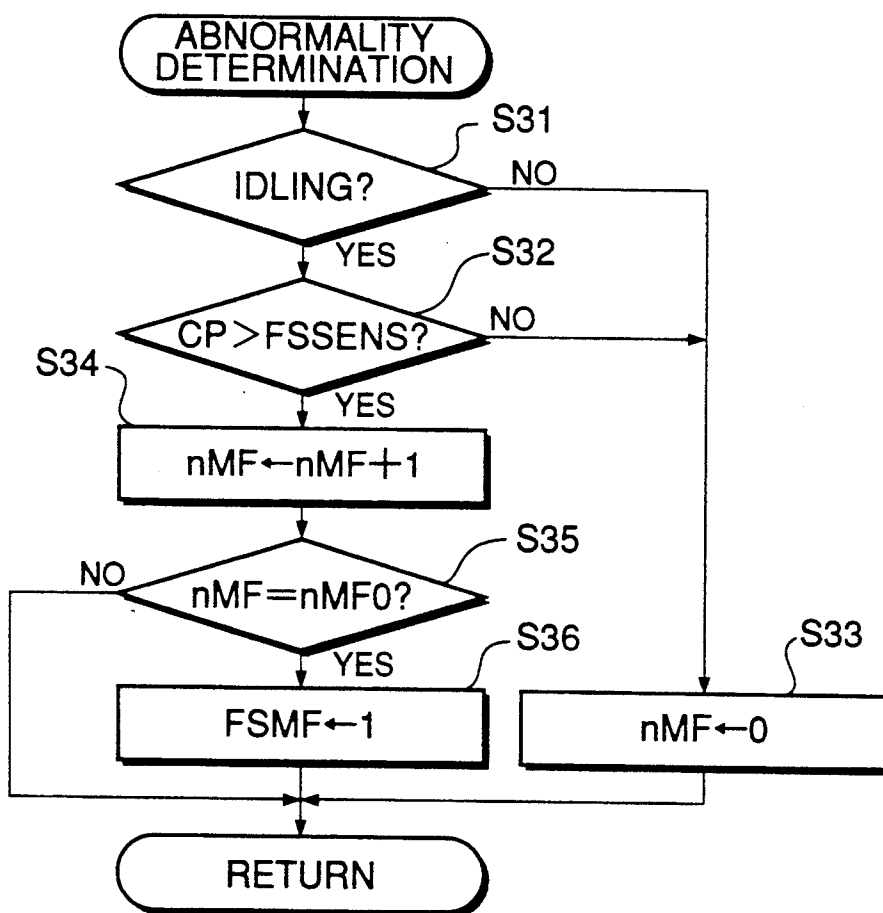 ABNORMALITY
DETERMINATION
S31
IDLING?
NO
YES
S32
CP>FSSENS?
NO
S34
YES
nMF←nMF+1
S35
NO
nMF=nMF0?
YES
S36
S33
FSMF←1
nMF←0
RETURN